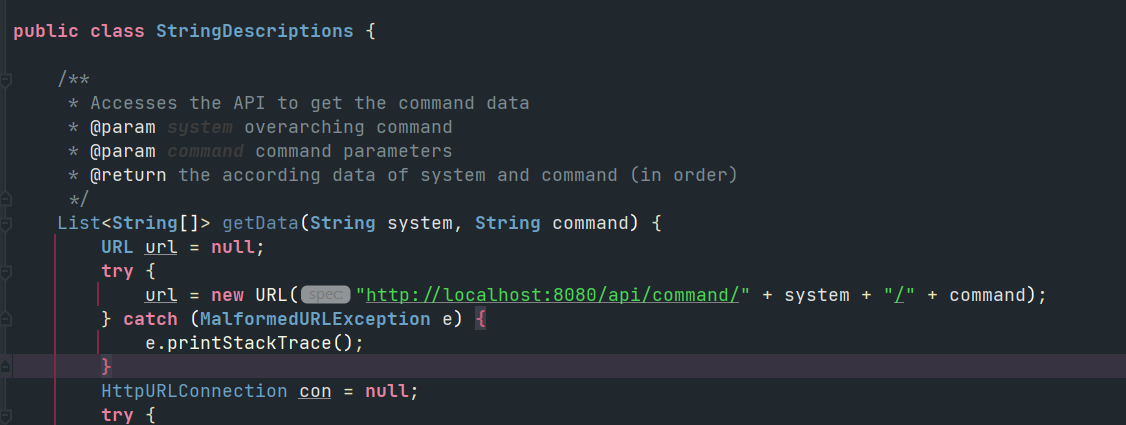 public class StringDescriptions {
/**
* Accesses the API to get the command data
* @param system overarching command
* @param command command parameters
* @return the according data of system and command (in order)
*/
List<String[]> getData(String system, String command) {
URL url = null;
try {
url = new URL( spec: "http://localhost:8080/api/command/" + system + "/" + command);
} catch (MalformedURLException e) {
e.printStackTrace();
}
HttpURLConnection con = null;
try {